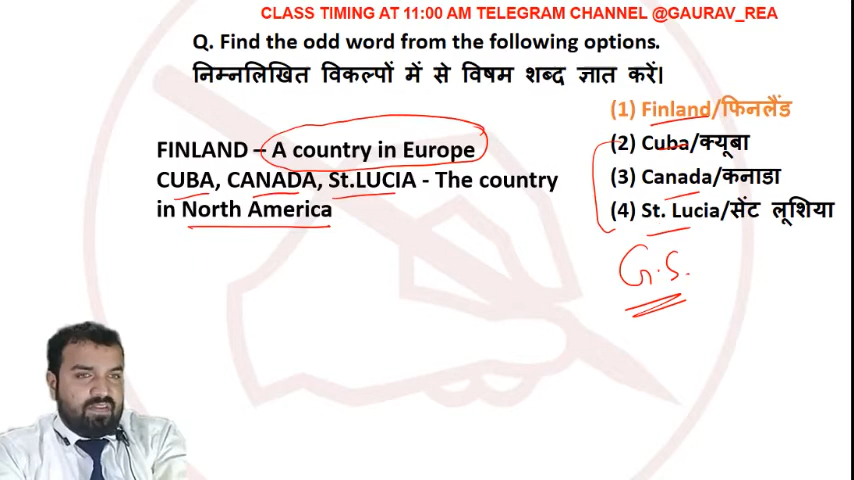 CLASS TIMING AT 11:00 AM TELEGRAM CHANNEL @GAURAV_REA
Q. Find the odd word from the following options.
निम्नलिखित विकल्पों में से विषम शब्द ज्ञात करें।
(1) Finland/फिनलैंड
(2) Cuba/क्यूबा
(3) Canada/कनाडा
(4) St. Lucia/सेंट लूशिया
FINLAND – A country in Europe
CUBA, CANADA, St.LUCIA - The country
in North America
G.S.